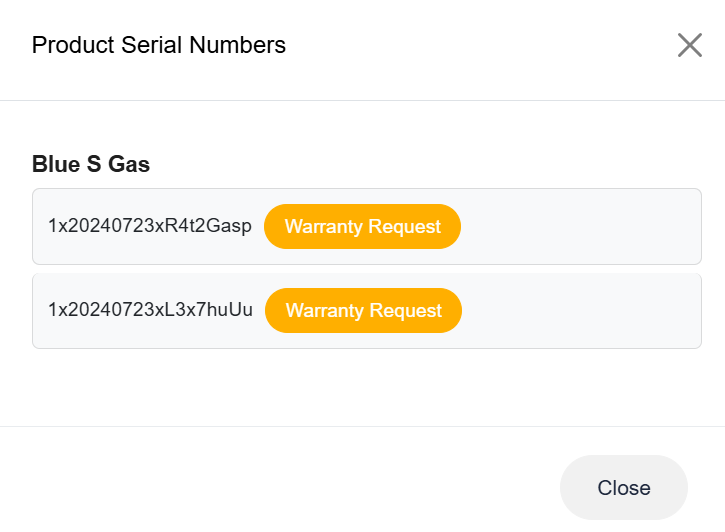 Product Serial Numbers
Blue S Gas
1x20240723xR4t2Gasp Warranty Request
1x20240723xL3x7huUu Warranty Request
Close